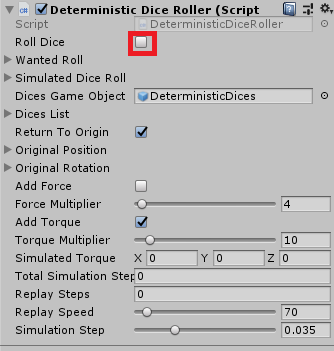 Deterministic Dice Roller (Script
Script DeterministicDiceRoller
Roll Dice
Wanted Roll
Simulated Dice Roll
Dices Game Object DeterministicDices
Dices List
Return To Origin
Original Position
Original Rotation
Add Force
Force Multiplier 4
Add Torque
Torque Multiplier 10
Simulated Torque X 0 Y 0 Z 0
Total Simulation Step 0
Replay Steps 0
Replay Speed 70
Simulation Step 0.035